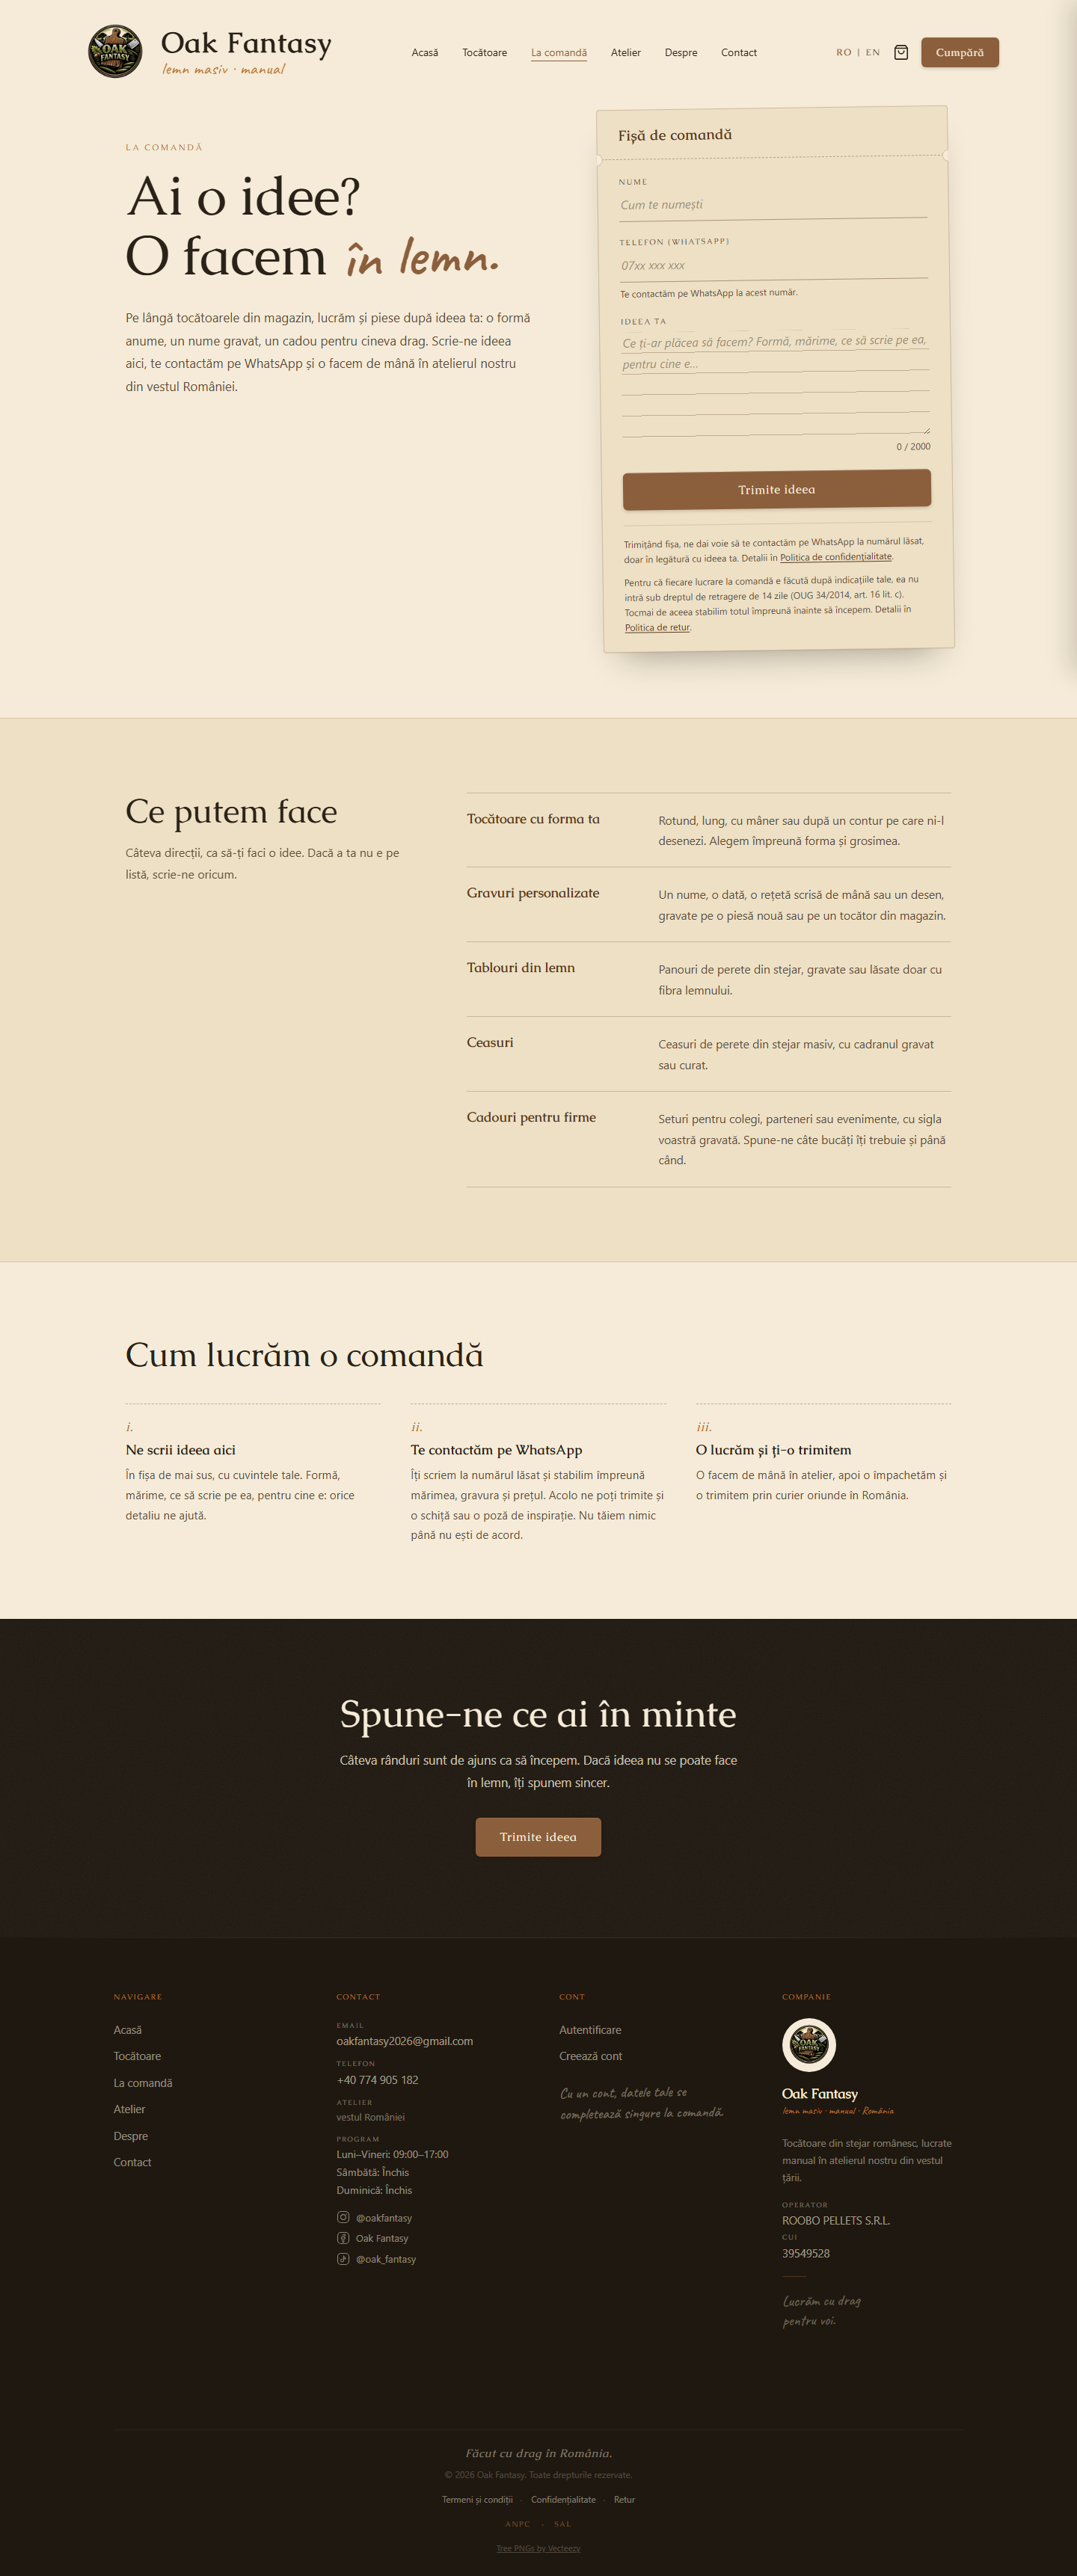 OAK
FANTASY
Oak Fantasy
lemn masiv · manual
Acasă
Tocătoare
La comandă
Atelier
Despre
Contact
RO | EN
Cumpără
LA COMANDĂ
Ai o idee?
O facem în lemn.
Pe lângă tocătoarele din magazin, lucrăm și piese după ideea ta: o formă
anume, un nume gravat, un cadou pentru cineva drag. Scrie-ne ideea
aici, te contactăm pe WhatsApp și o facem de mână în atelierul nostru
din vestul României.
Fișă de comandă
NUME
Cum te numești
TELEFON (WHATSAPP)
07xx xxx xxx
Te contactăm pe WhatsApp la acest număr.
IDEEA TA
Ce ți-ar plăcea să facem? Formă, mărime, ce să scrie pe ea,
pentru cine e...
0 / 2000
Trimite ideea
Trimițând fișa, ne dai voie să te contactăm pe WhatsApp la numărul lăsat,
doar în legătură cu ideea ta. Detalii în Politica de confidențialitate.
Pentru că fiecare lucrare la comandă e făcută după indicațiile tale, ea nu
intră sub dreptul de retragere de 14 zile (OUG 34/2014, art. 16 lit. c).
Tocmai de aceea stabilim totul împreună înainte să începem. Detalii în
Politica de retur.
Ce putem face
Câteva direcții, ca să-ți faci o idee. Dacă a ta nu e pe
listă, scrie-ne oricum.
Tocătoare cu forma ta
Rotund, lung, cu mâner sau după un contur pe care ni-l
desenezi. Alegem împreună forma și grosimea.
Gravuri personalizate
Un nume, o dată, o rețetă scrisă de mână sau un desen,
gravate pe o piesă nouă sau pe un tocător din magazin.
Tablouri din lemn
Panouri de perete din stejar, gravate sau lăsate doar cu
fibra lemnului.
Ceasuri
Ceasuri de perete din stejar masiv, cu cadranul gravat
sau curat.
Cadouri pentru firme
Seturi pentru colegi, parteneri sau evenimente, cu sigla
voastră gravată. Spune-ne câte bucăți îți trebuie și până
când.
Cum lucrăm o comandă
i.
Ne scrii ideea aici
În fișa de mai sus, cu cuvintele tale. Formă,
mărime, ce să scrie pe ea, pentru cine e: orice
detaliu ne ajută.
ii.
Te contactăm pe WhatsApp
Îți scriem la numărul lăsat și stabilim împreună
mărimea, gravura și prețul. Acolo ne poți trimite și
o schiță sau o poză de inspirație. Nu tăiem nimic
până nu ești de acord.
iii.
O lucrăm și ți-o trimitem
O facem de mână în atelier, apoi o împachetăm și
o trimitem prin curier oriunde în România.
Spune-ne ce ai în minte
Câteva rânduri sunt de ajuns ca să începem. Dacă ideea nu se poate face
în lemn, îți spunem sincer.
Trimite ideea
NAVIGARE
Acasă
Tocătoare
La comandă
Atelier
Despre
Contact
CONTACT
EMAIL
oakfantasy2026@gmail.com
TELEFON
+40 774 905 182
ATELIER
vestul României
PROGRAM
Luni–Vineri: 09:00–17:00
Sâmbătă: Închis
Duminică: Închis
@oakfantasy
Oak Fantasy
@oak_fantasy
CONT
Autentificare
Creează cont
Cu un cont, datele tale se
completează singure la comandă.
COMPANIE
OAK
FANTASY
Oak Fantasy
lemn masiv · manual · România
Tocătoare din stejar românesc, lucrate
manual în atelierul nostru din vestul
țării.
OPERATOR
ROOBO PELLETS S.R.L.
CUI
39549528
Lucrăm cu drag
pentru voi.
Făcut cu drag în România.
© 2026 Oak Fantasy. Toate drepturile rezervate.
Termeni și condiții · Confidențialitate · Retur
ANPC · SAL
Tree PNGs by Vecteezy